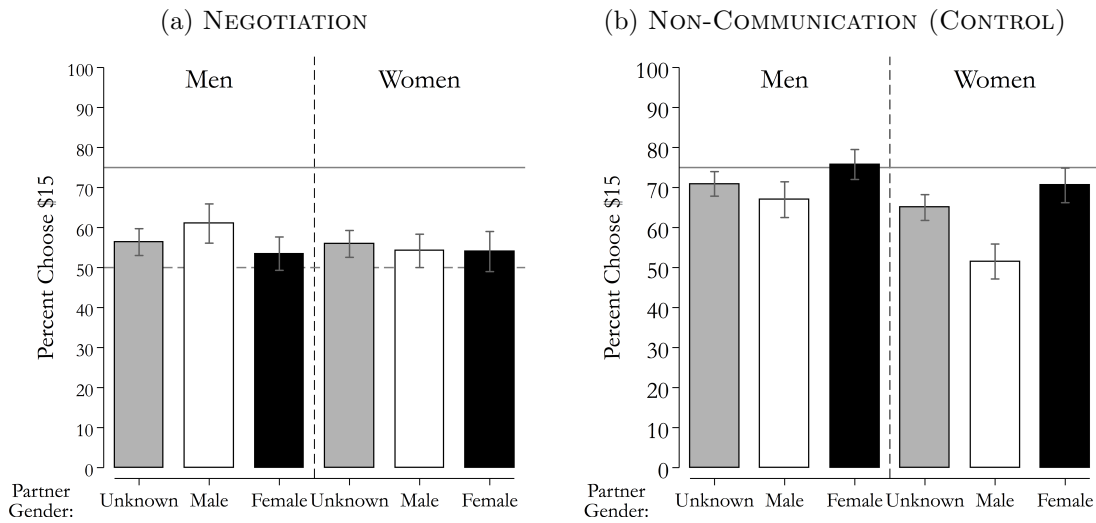 (a) NEGOTIATION
Percent Choose $15
100
90
80
70
60
50
40
30
20
10
0
Men
Women
Partner
Gender:
Unknown Male Female Unknown Male Female
(b) NON-COMMUNICATION (CONTROL)
Percent Choose $15
100
90
80
70
60
50
40
30
20
10
0
Men
Women
Partner
Gender:
Unknown Male Female Unknown Male Female